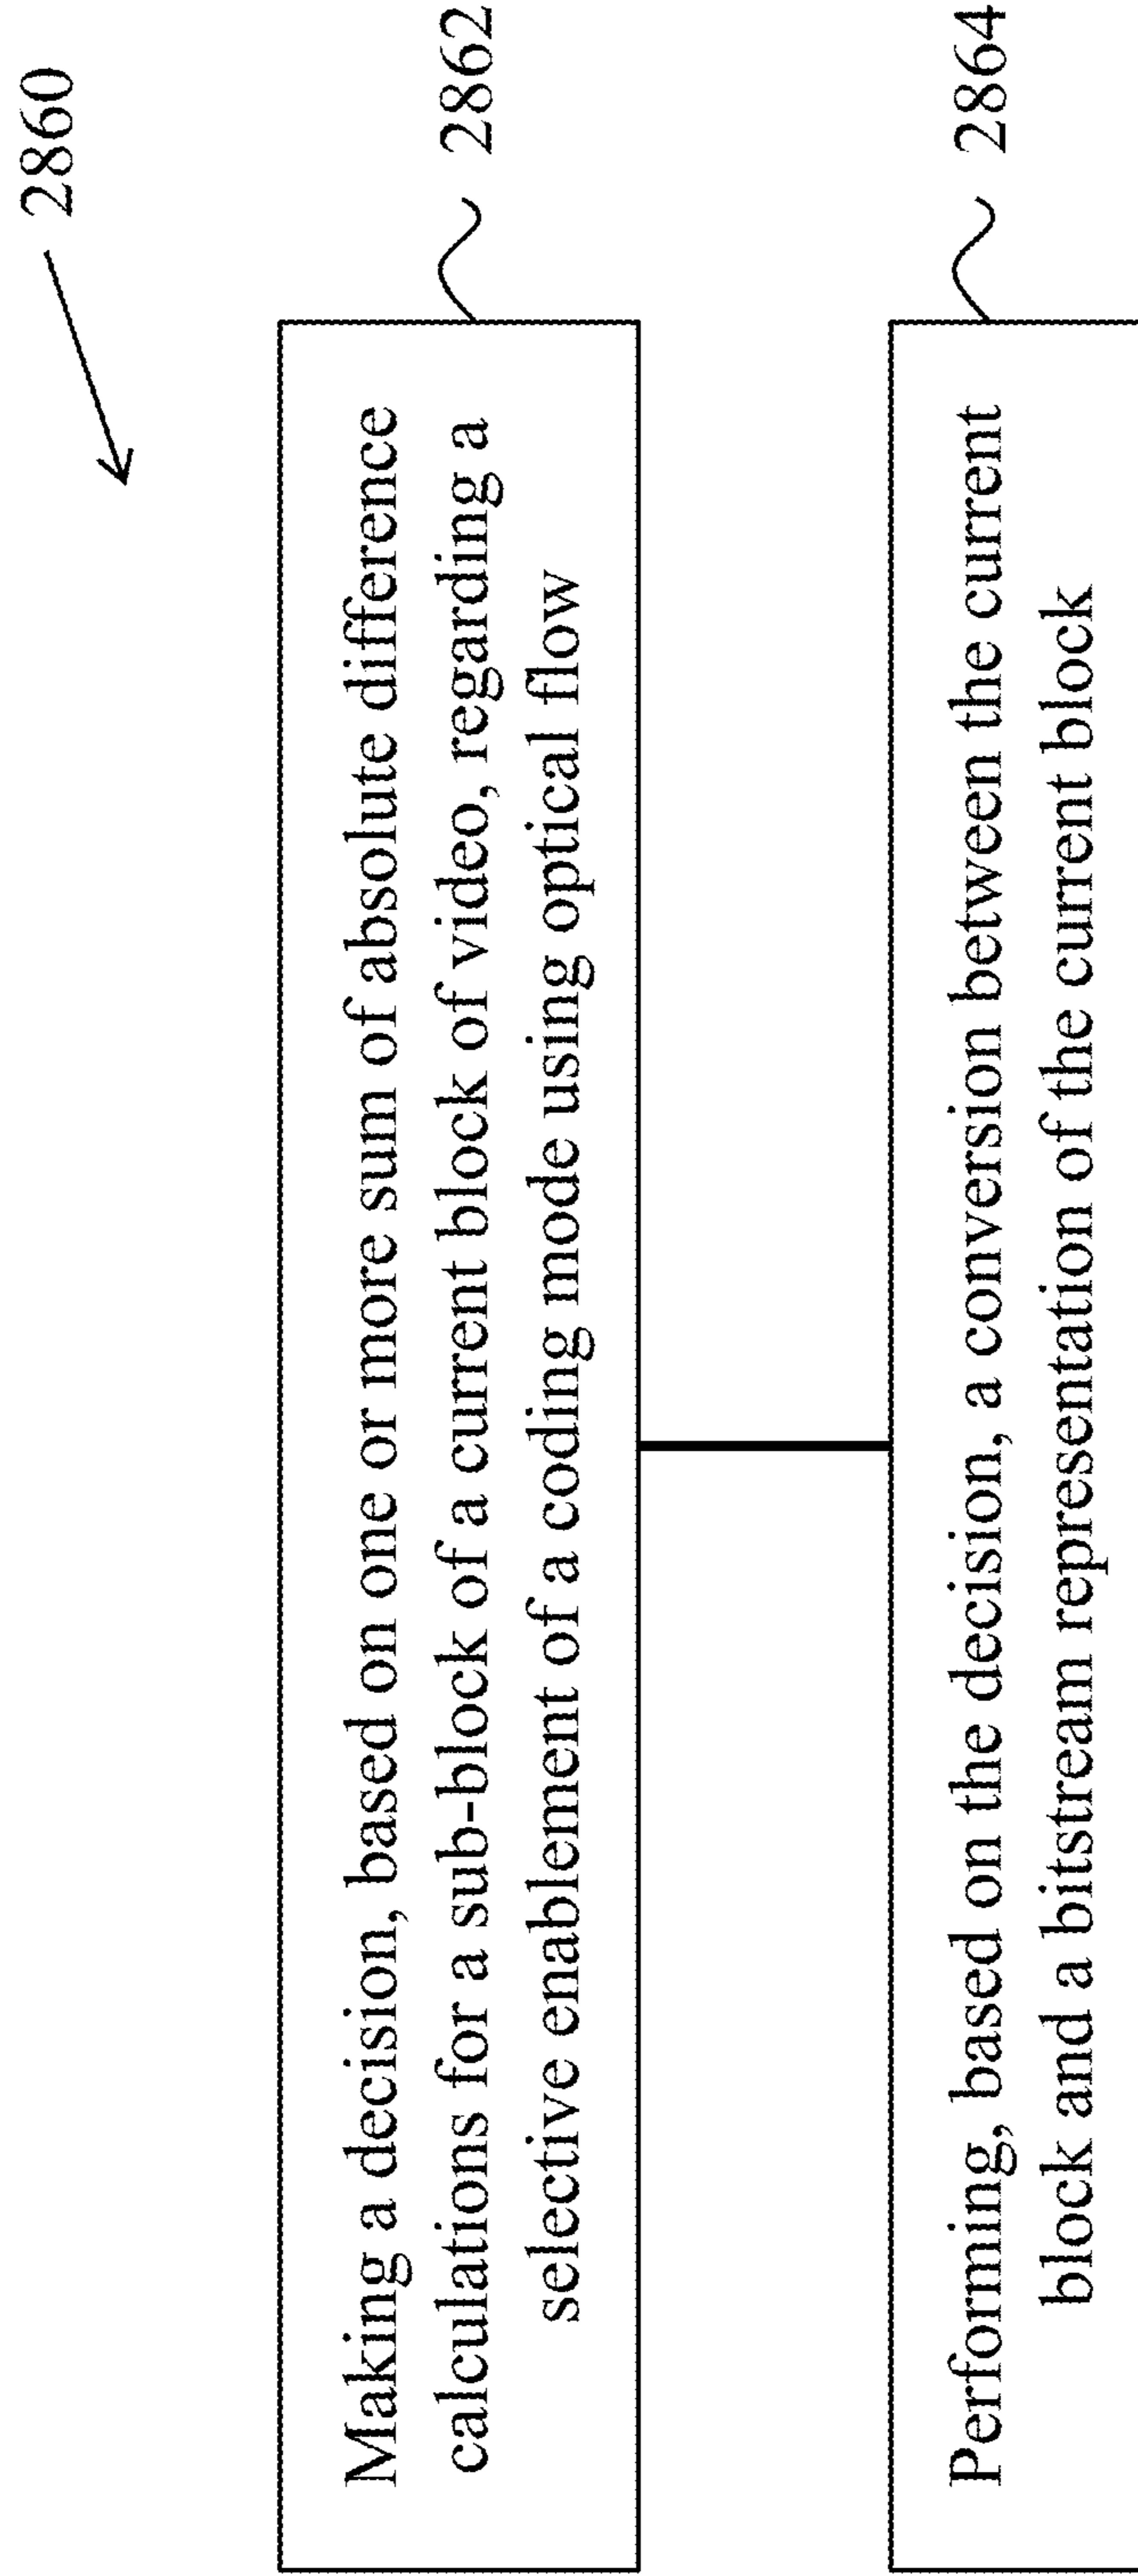 2860
Making a decision, based on one or more sum of absolute difference
calculations for a sub-block of a current block of video, regarding a
selective enablement of a coding mode using optical flow
2862
Performing, based on the decision, a conversion between the current
block and a bitstream representation of the current block
2864